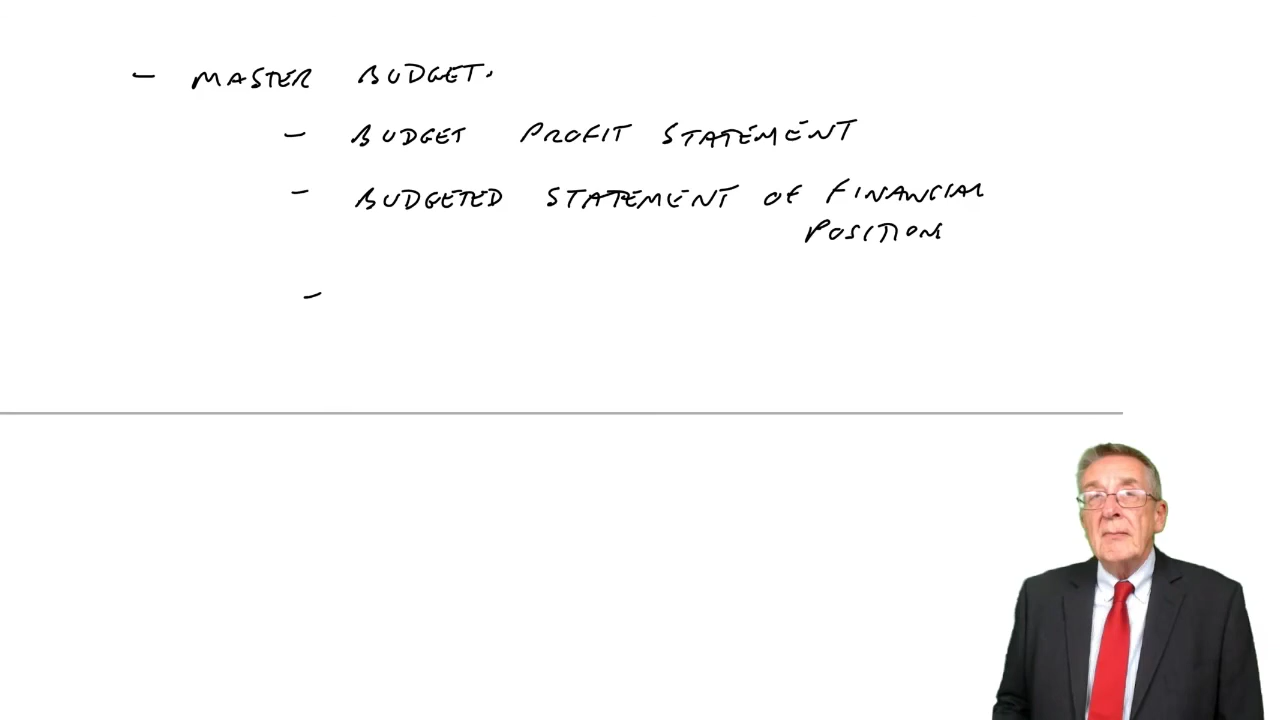 - MASTER BUDGET.
- BUDGET PROFIT STATEMENT
- BUDGETED STATEMENT OF FINANCIAL
POSITION
-